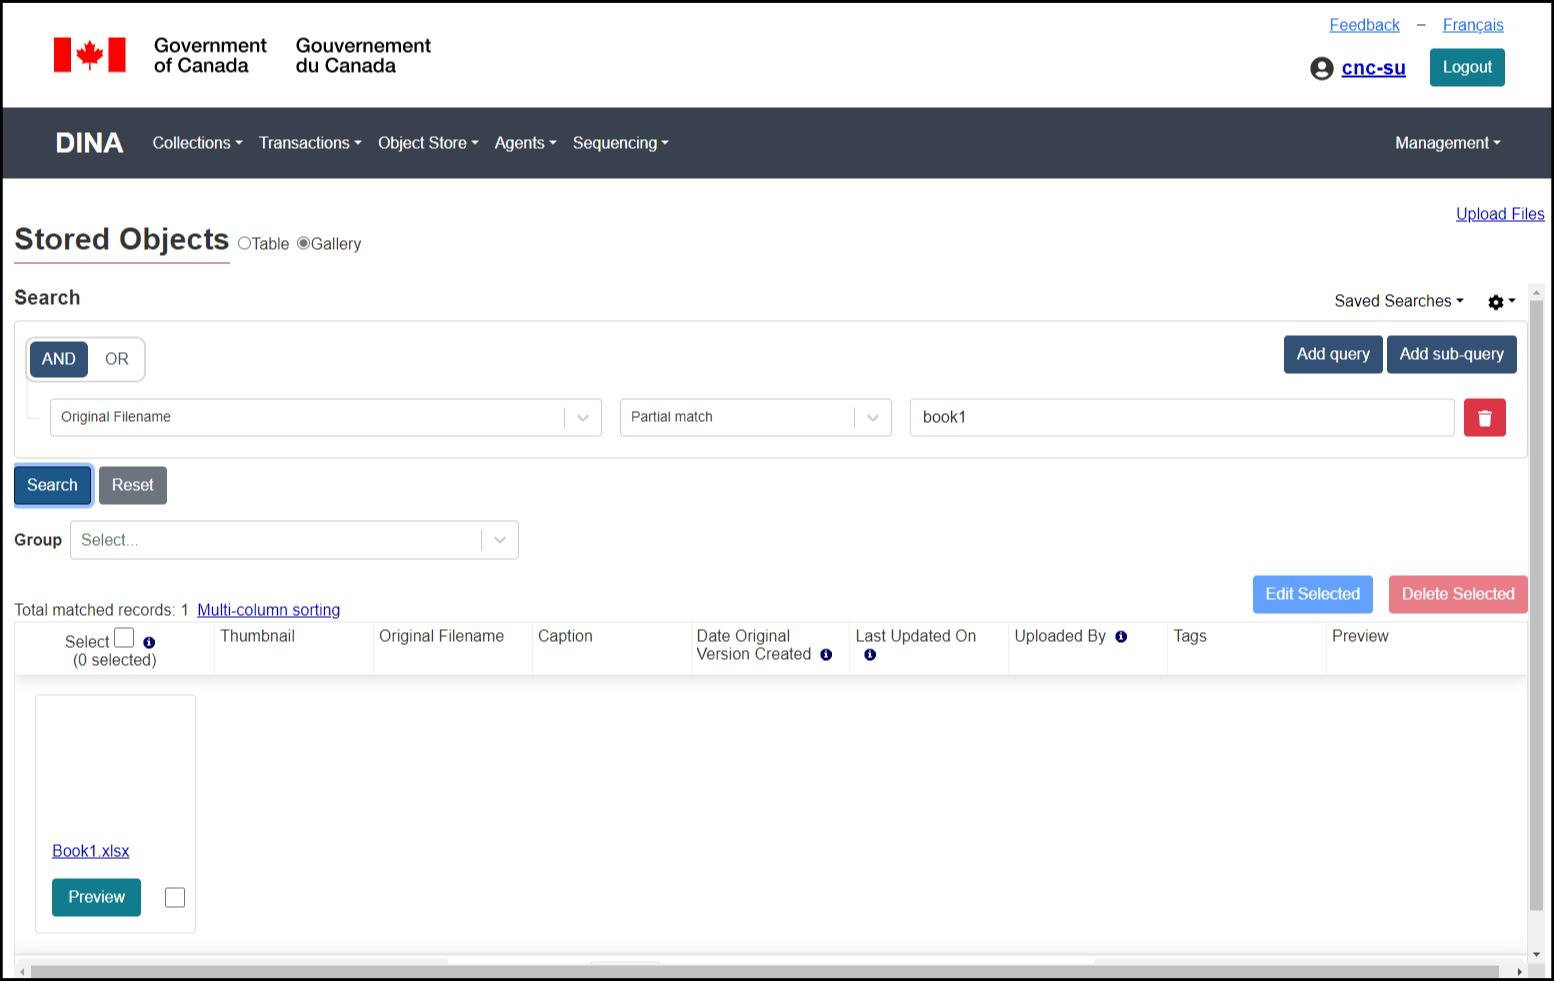 Feedback – Français
Government of Canada
Gouvernement du Canada
cnc-su
Logout
DINA Collections Transactions Object Store Agents Sequencing Management
Upload Files
Stored Objects Table Gallery
Search
Saved Searches
AND OR
Add query Add sub-query
Original Filename Partial match book1
Search Reset
Group Select...
Edit Selected Delete Selected
Total matched records: 1 Multi-column sorting
Select (0 selected)
Thumbnail
Original Filename
Caption
Date Original Version Created
Last Updated On
Uploaded By
Tags
Preview
Book1.xlsx
Preview